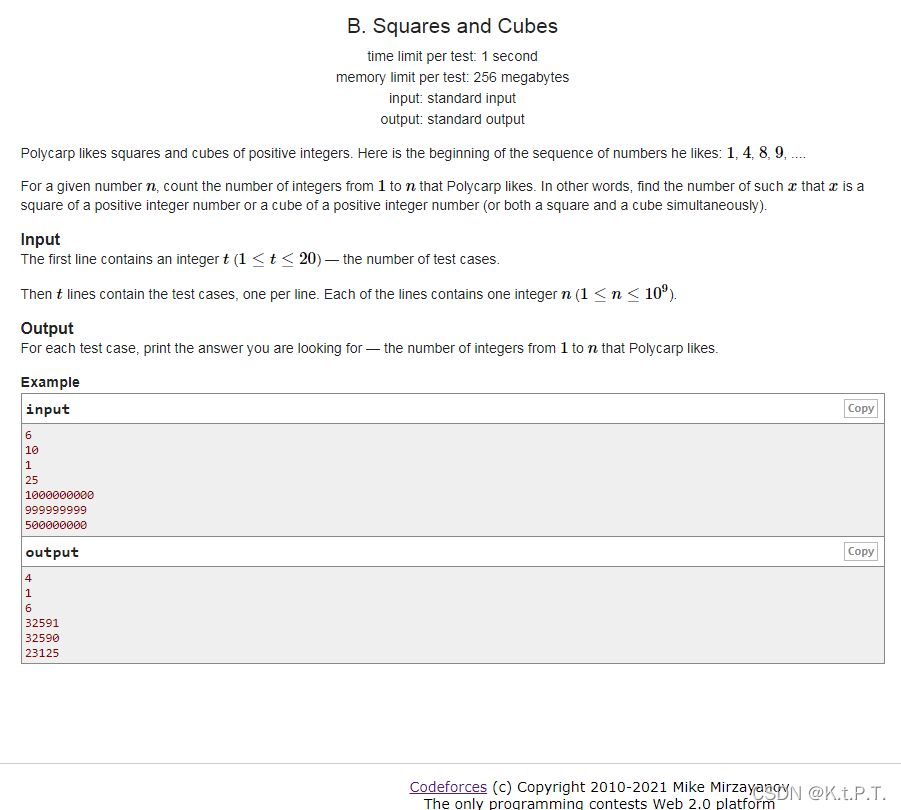 B. Squares and Cubes
time limit per test: 1 second
memory limit per test: 256 megabytes
input: standard input
output: standard output
Polycarp likes squares and cubes of positive integers. Here is the beginning of the sequence of numbers he likes: 1, 4, 8, 9, ....
For a given number n, count the number of integers from 1 to n that Polycarp likes. In other words, find the number of such x that x is a
square of a positive integer number or a cube of a positive integer number (or both a square and a cube simultaneously).
Input
The first line contains an integer t (1 ≤ t ≤ 20) — the number of test cases.
Then t lines contain the test cases, one per line. Each of the lines contains one integer n (1 ≤ n ≤ 10⁹).
Output
For each test case, print the answer you are looking for — the number of integers from 1 to n that Polycarp likes.
Example
input Copy
6
10
1
25
1000000000
999999999
500000000
output Copy
4
1
6
32591
32590
23125
Codeforces (c) Copyright 2010-2021 Mike Mirzayanov
The only programming contests Web 2.0 platform
CSDN @K.t.P.T.